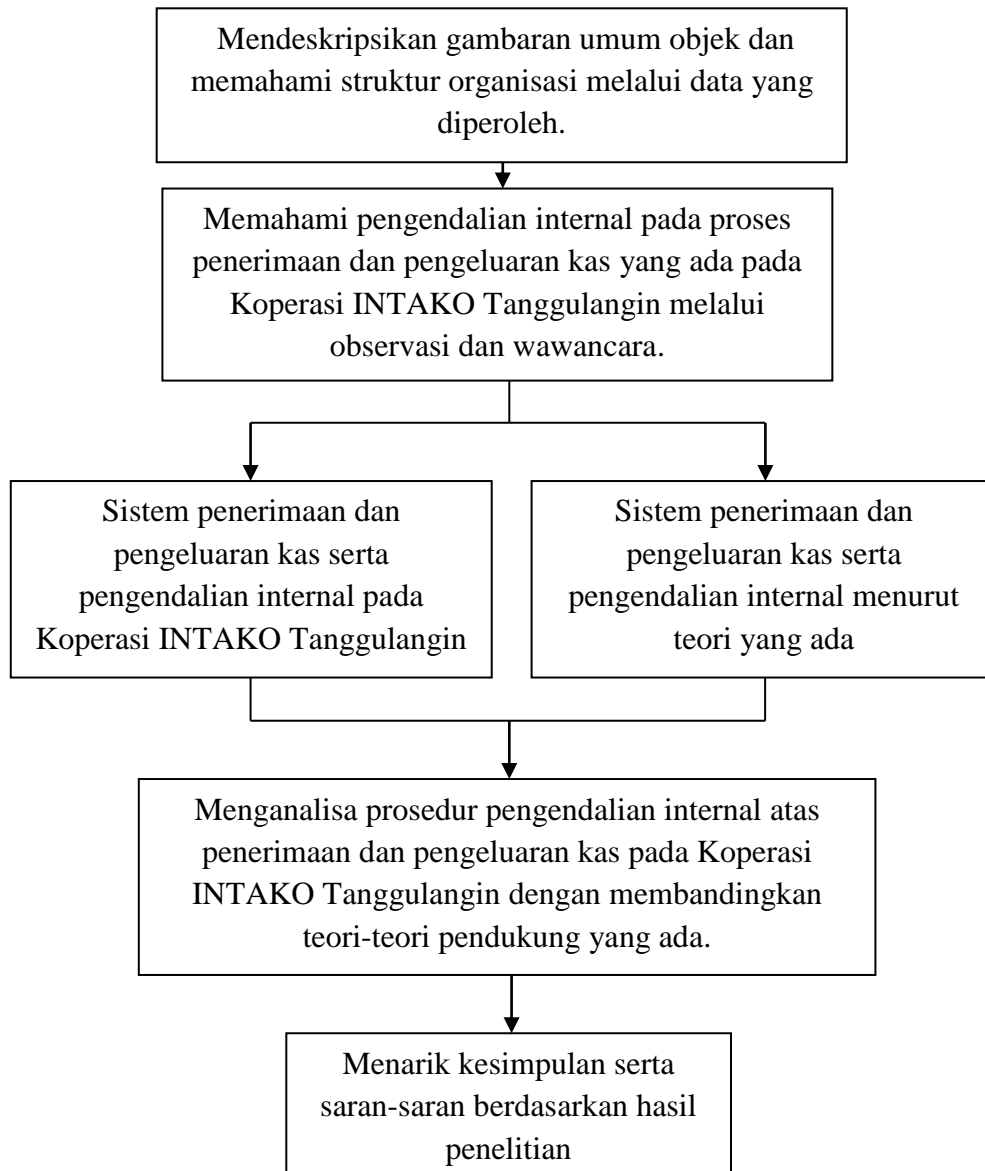 Mendeskripsikan gambaran umum objek dan
memahami struktur organisasi melalui data yang
diperoleh.
Memahami pengendalian internal pada proses
penerimaan dan pengeluaran kas yang ada pada
Koperasi INTAKO Tanggulangin melalui
observasi dan wawancara.
Sistem penerimaan dan
pengeluaran kas serta
pengendalian internal pada
Koperasi INTAKO Tanggulangin
Sistem penerimaan dan
pengeluaran kas serta
pengendalian internal menurut
teori yang ada
Menganalisa prosedur pengendalian internal atas
penerimaan dan pengeluaran kas pada Koperasi
INTAKO Tanggulangin dengan membandingkan
teori-teori pendukung yang ada.
Menarik kesimpulan serta
saran-saran berdasarkan hasil
penelitian